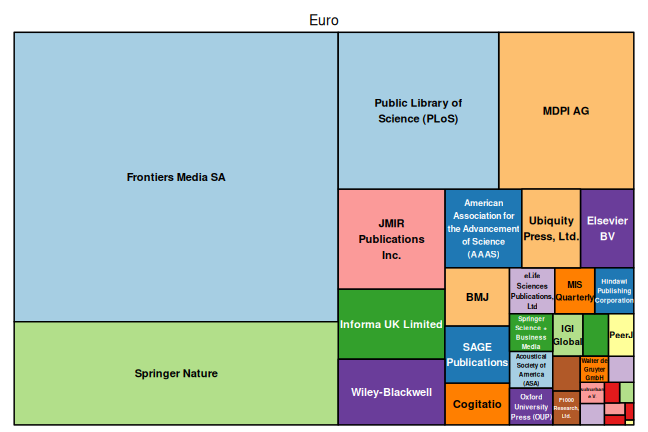 Euro
Frontiers Media SA
Springer Nature
Public Library of
Science (PLoS)
MDPI AG
JMIR
Publications
Inc.
Informa UK Limited
Wiley-Blackwell
American
Association for
the Advancement
of Science
(AAAS)
Ubiquity
Press, Ltd.
Elsevier
BV
BMJ
SAGE
Publications
Cogitatio
eLife
Sciences
Publications,
Ltd
MIS
Quarterly
Hindawi
Publishing
Corporation
Springer
Science +
Business
Media
Acoustical
Society of
America
(ASA)
Oxford
University
Press (OUP)
IGI
Global
PeerJ
Walter de
Gruyter
GmbH
F1000
Research,
Ltd.
e.V.